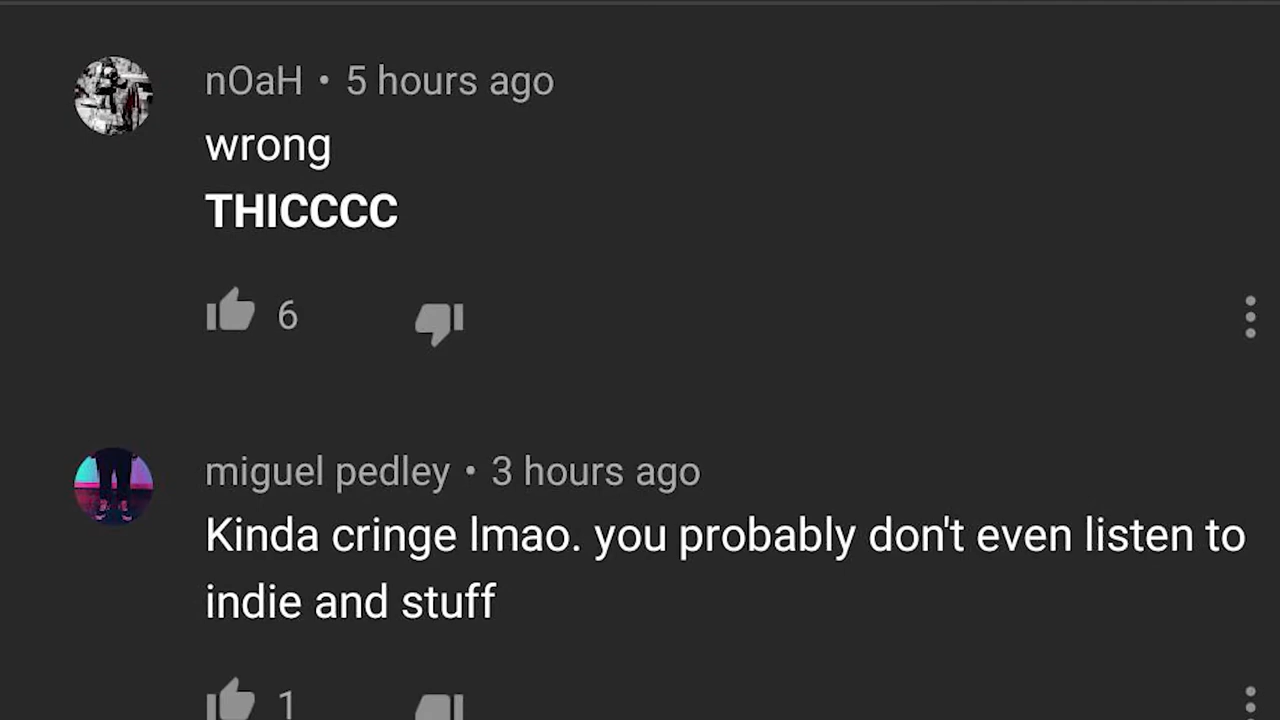 nOaH • 5 hours ago
wrong
THICCCC
6
miguel pedley • 3 hours ago
Kinda cringe lmao. you probably don't even listen to
indie and stuff
1